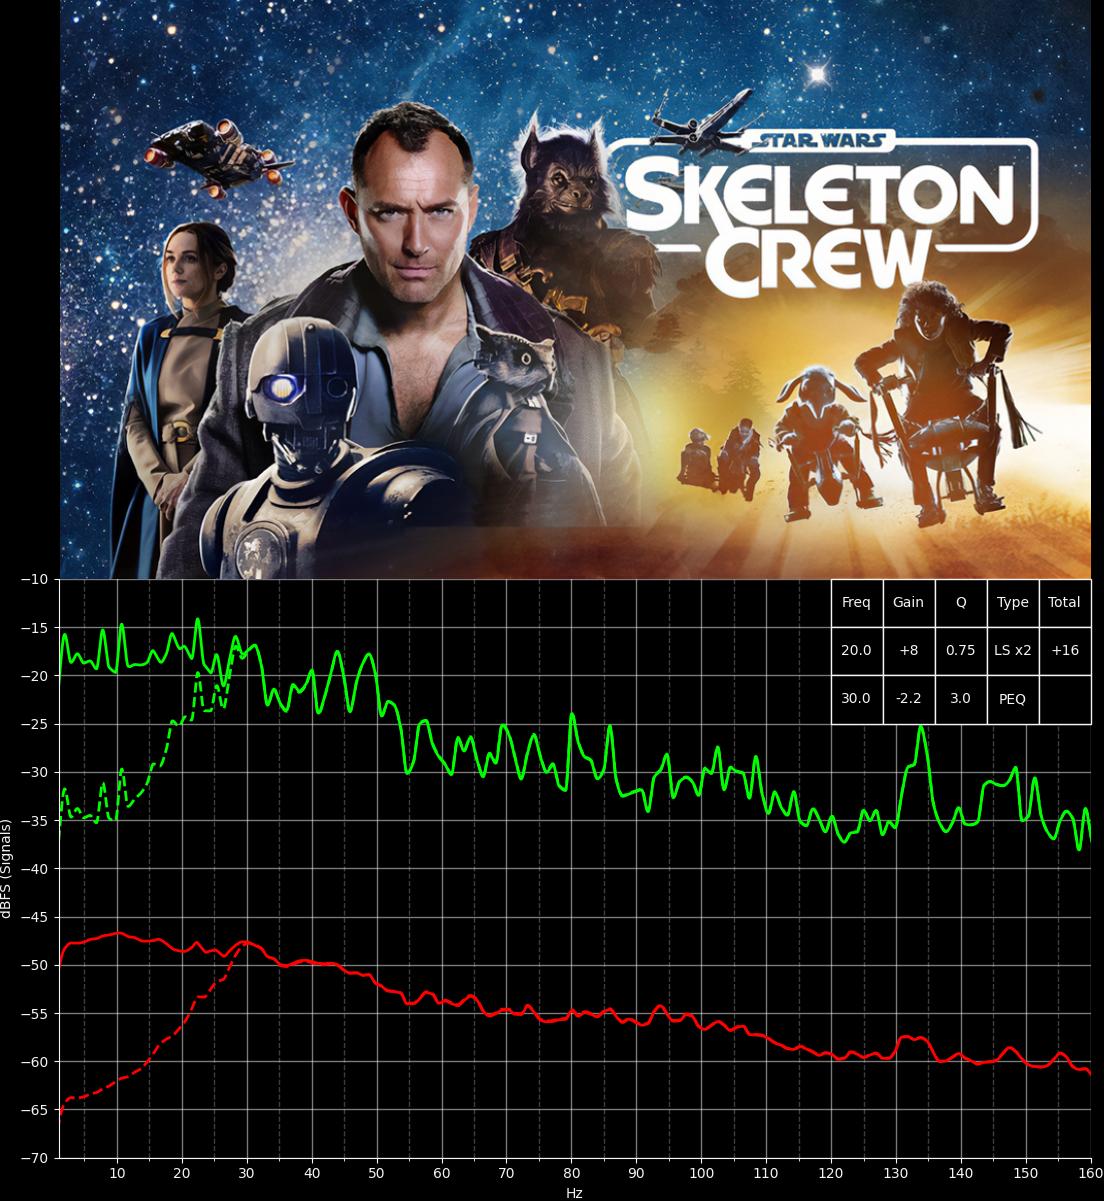 STAR WARS
SKELETON
CREW
Freq Gain Q Type Total
20.0 +8 0.75 LS x2 +16
30.0 -2.2 3.0 PEQ
−10
−15
−20
−25
−30
−35
−40
−45
−50
−55
−60
−65
−70
dBFS (Signals)
10 20 30 40 50 60 70 80 90 100 110 120 130 140 150 160
Hz